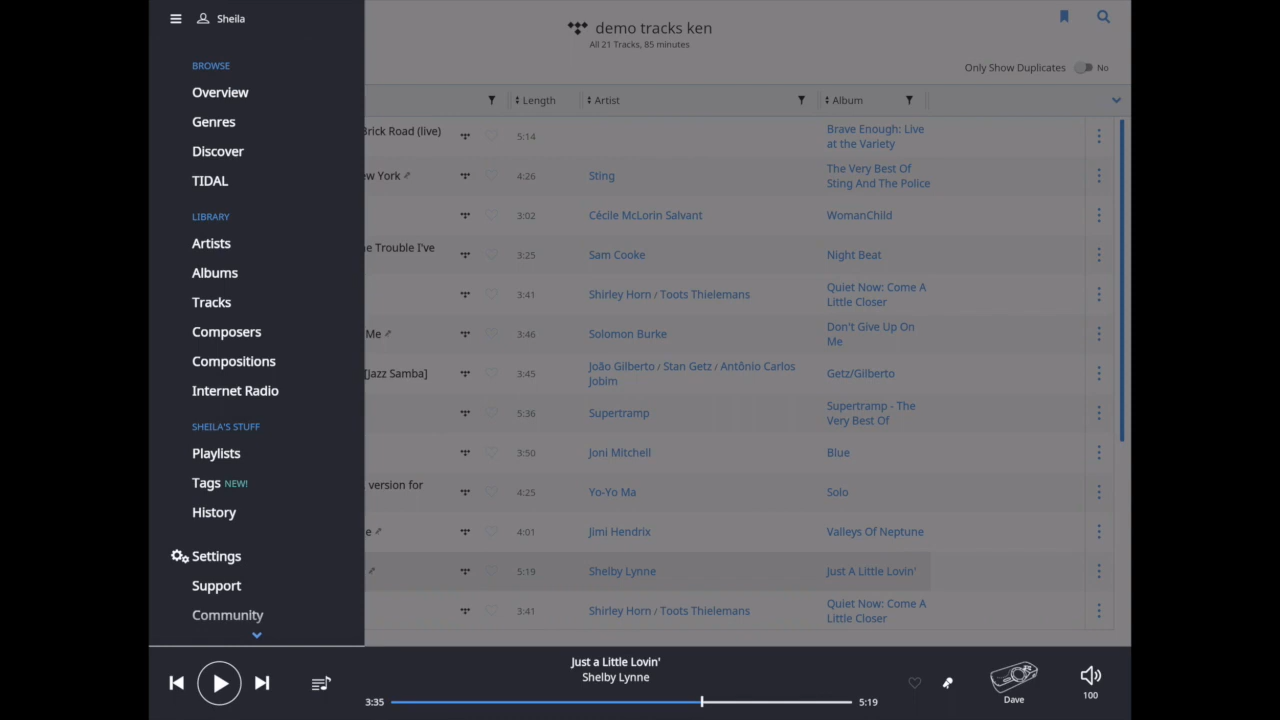 Sheila
BROWSE
Overview
Genres
Discover
TIDAL
LIBRARY
Artists
Albums
Tracks
Composers
Compositions
Internet Radio
SHEILA'S STUFF
Playlists
Tags NEW!
History
Settings
Support
Community
demo tracks ken
All 21 Tracks, 85 minutes
Only Show Duplicates No
Length Artist Album
Brick Road (live) 5:14 Brave Enough: Live
at the Variety
w York 4:26 Sting The Very Best Of
Sting And The Police
3:02 Cécile McLorin Salvant WomanChild
e Trouble I've 3:25 Sam Cooke Night Beat
3:41 Shirley Horn / Toots Thielemans Quiet Now: Come A
Little Closer
Me 3:46 Solomon Burke Don't Give Up On
Me
[Jazz Samba] 3:45 João Gilberto / Stan Getz / Antônio Carlos
Jobim Getz/Gilberto
5:36 Supertramp Supertramp - The
Very Best Of
3:50 Joni Mitchell Blue
version for 4:25 Yo-Yo Ma Solo
e 4:01 Jimi Hendrix Valleys Of Neptune
5:19 Shelby Lynne Just A Little Lovin'
3:41 Shirley Horn / Toots Thielemans Quiet Now: Come A
Little Closer
Just a Little Lovin'
Shelby Lynne
3:35 5:19
Dave
100